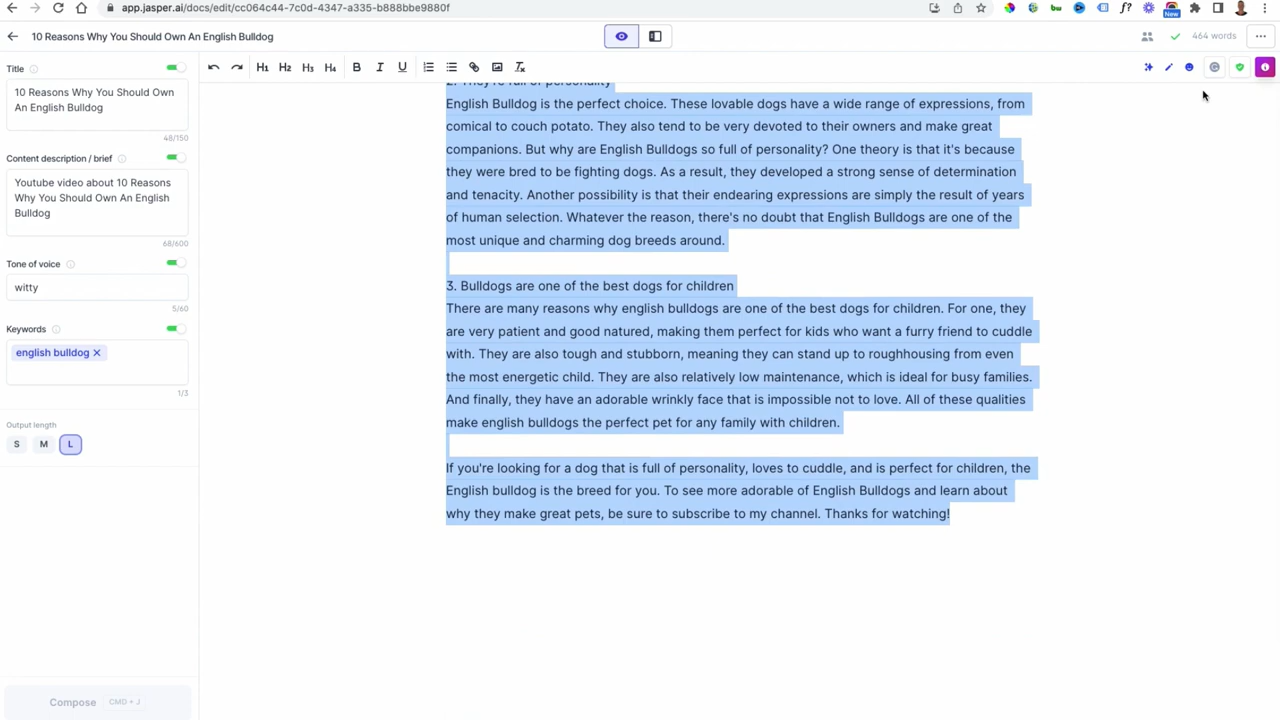 app.jasper.ai/docs/edit/cc064c44-7c0d-4347-a335-b888bbe9880f
New
10 Reasons Why You Should Own An English Bulldog
464 words
Title
10 Reasons Why You Should Own
An English Bulldog
48/150
Content description / brief
Youtube video about 10 Reasons
Why You Should Own An English
Bulldog
68/600
Tone of voice
witty
5/60
Keywords
english bulldog
1/3
Output length
S M L
Compose CMD + J
H1 H2 H3 H4 B I U
2. They're full of personality
English Bulldog is the perfect choice. These lovable dogs have a wide range of expressions, from
comical to couch potato. They also tend to be very devoted to their owners and make great
companions. But why are English Bulldogs so full of personality? One theory is that it's because
they were bred to be fighting dogs. As a result, they developed a strong sense of determination
and tenacity. Another possibility is that their endearing expressions are simply the result of years
of human selection. Whatever the reason, there's no doubt that English Bulldogs are one of the
most unique and charming dog breeds around.
3. Bulldogs are one of the best dogs for children
There are many reasons why english bulldogs are one of the best dogs for children. For one, they
are very patient and good natured, making them perfect for kids who want a furry friend to cuddle
with. They are also tough and stubborn, meaning they can stand up to roughhousing from even
the most energetic child. They are also relatively low maintenance, which is ideal for busy families.
And finally, they have an adorable wrinkly face that is impossible not to love. All of these qualities
make english bulldogs the perfect pet for any family with children.
If you're looking for a dog that is full of personality, loves to cuddle, and is perfect for children, the
English bulldog is the breed for you. To see more adorable of English Bulldogs and learn about
why they make great pets, be sure to subscribe to my channel. Thanks for watching!